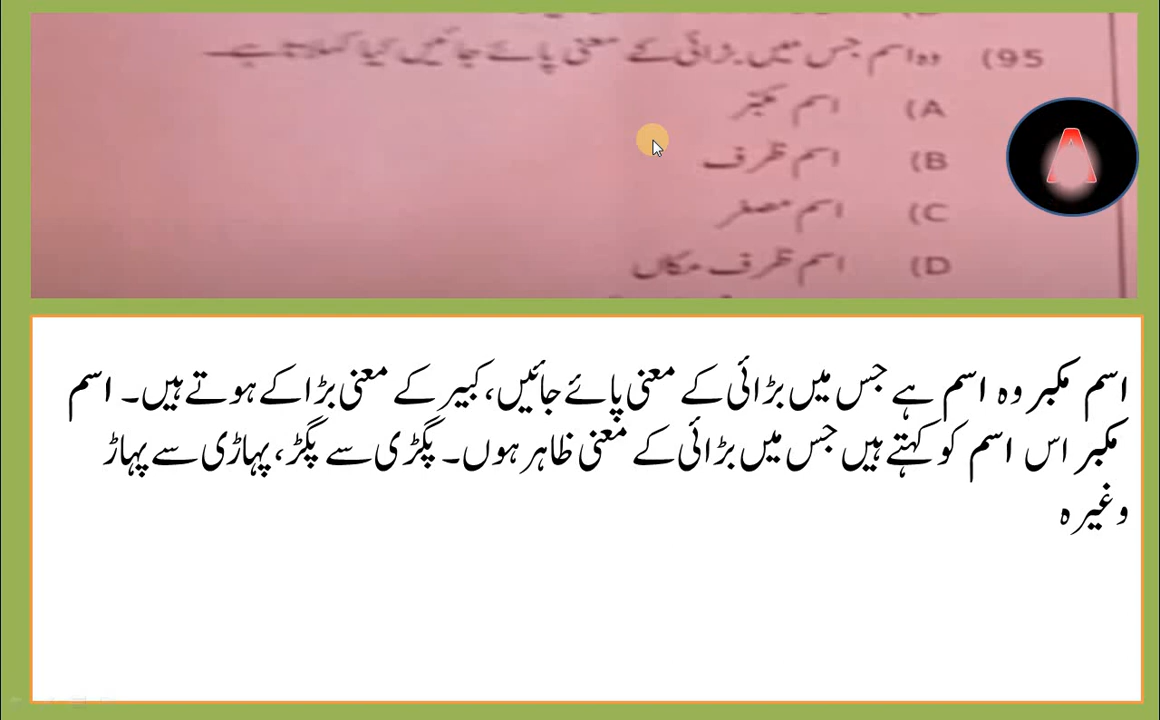 95) وہ اسم جس میں بڑائی کے معنی پائے جائیں کیا کہلاتا ہے۔
A) اسم مکبّر
B) اسم ظرف
C) اسم مصغر
D) اسم ظرف مکاں
اسم مکبر وہ اسم ہے جس میں بڑائی کے معنی پائے جائیں، کبیر کے معنی بڑا کے ہوتے ہیں۔ اسم
مکبر اس اسم کو کہتے ہیں جس میں بڑائی کے معنی ظاہر ہوں۔ پگڑی سے پگڑ، پہاڑی سے پہاڑ
وغیرہ